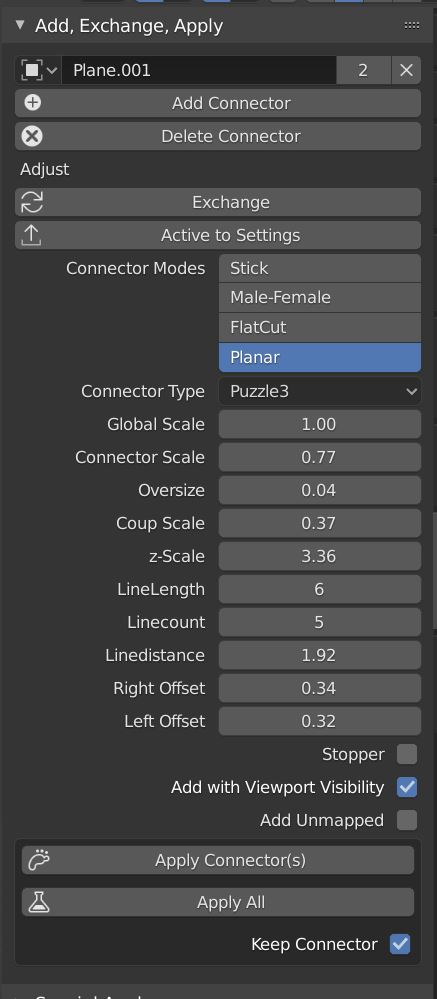 Add, Exchange, Apply
Plane.001 2
Add Connector
Delete Connector
Adjust
Exchange
Active to Settings
Connector Modes Stick
Male-Female
FlatCut
Planar
Connector Type Puzzle3
Global Scale 1.00
Connector Scale 0.77
Oversize 0.04
Coup Scale 0.37
z-Scale 3.36
LineLength 6
Linecount 5
Linedistance 1.92
Right Offset 0.34
Left Offset 0.32
Stopper
Add with Viewport Visibility
Add Unmapped
Apply Connector(s)
Apply All
Keep Connector